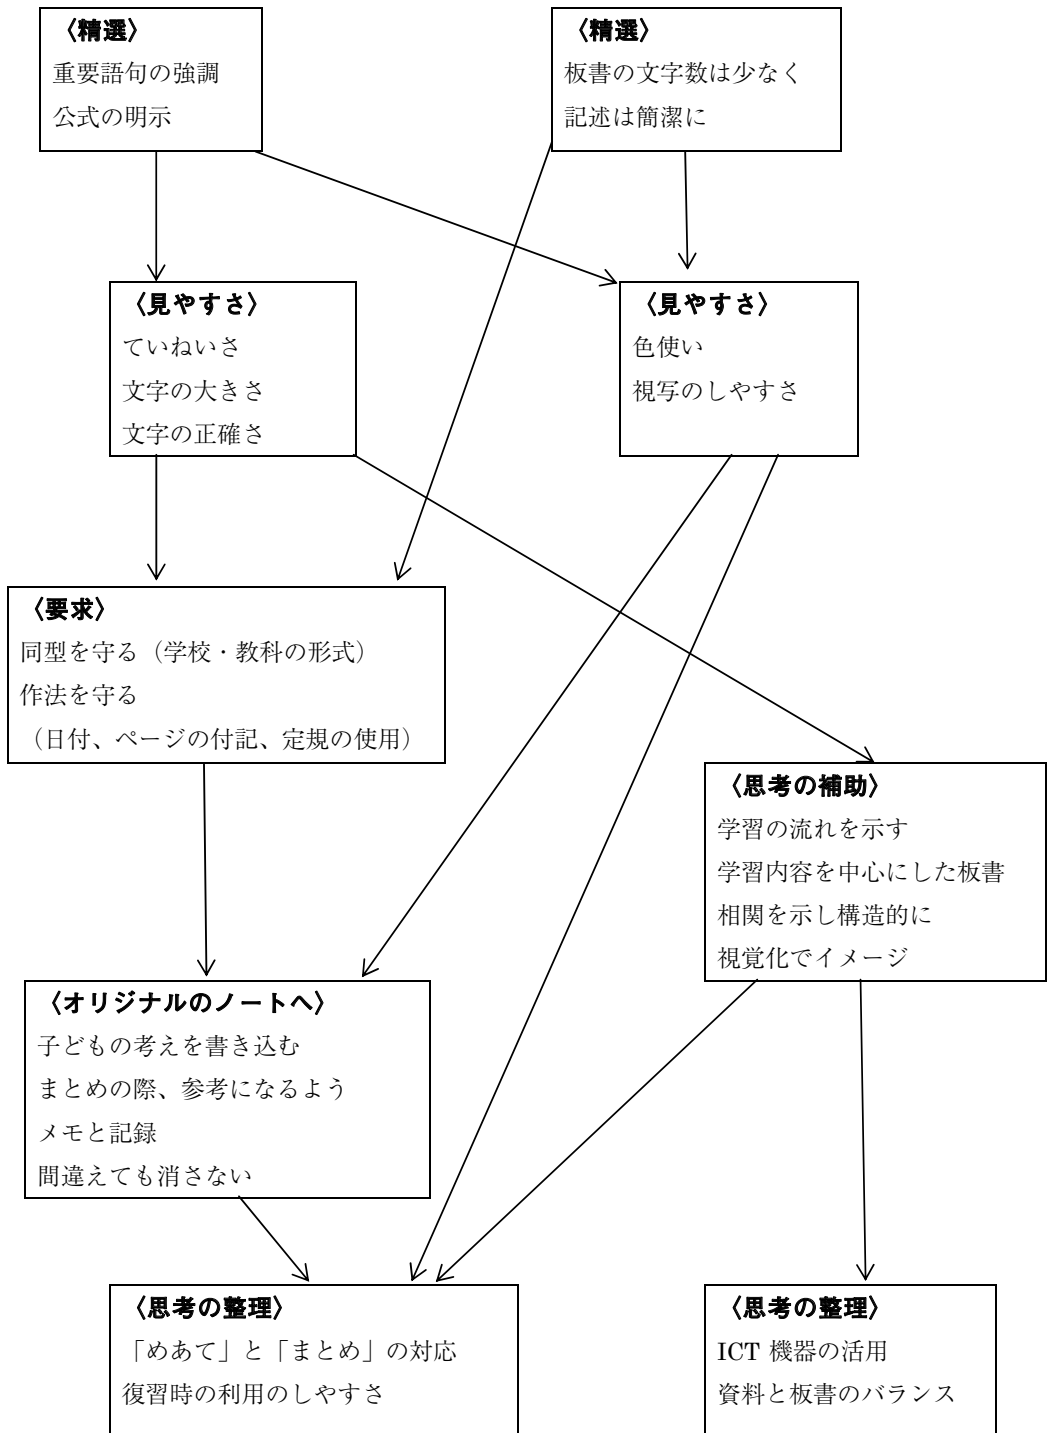 〈精選〉
重要語句の強調
公式の明示
〈精選〉
板書の文字数は少なく
記述は簡潔に
〈見やすさ〉
ていねいさ
文字の大きさ
文字の正確さ
〈見やすさ〉
色使い
視写のしやすさ
〈要求〉
同型を守る（学校・教科の形式）
作法を守る
（日付、ページの付記、定規の使用）
〈思考の補助〉
学習の流れを示す
学習内容を中心にした板書
相関を示し構造的に
視覚化でイメージ
〈オリジナルのノートへ〉
子どもの考えを書き込む
まとめの際、参考になるよう
メモと記録
間違えても消さない
〈思考の整理〉
「めあて」と「まとめ」の対応
復習時の利用のしやすさ
〈思考の整理〉
ICT 機器の活用
資料と板書のバランス